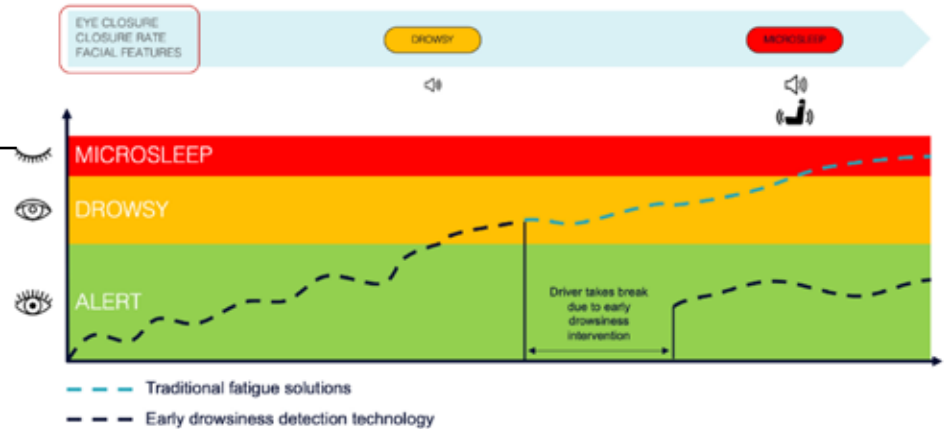 EYE CLOSURE
CLOSURE RATE
FACIAL FEATURES
DROWSY
MICROSLEEP
MICROSLEEP
DROWSY
ALERT
Driver takes break
due to early
drowsiness
intervention
Traditional fatigue solutions
Early drowsiness detection technology